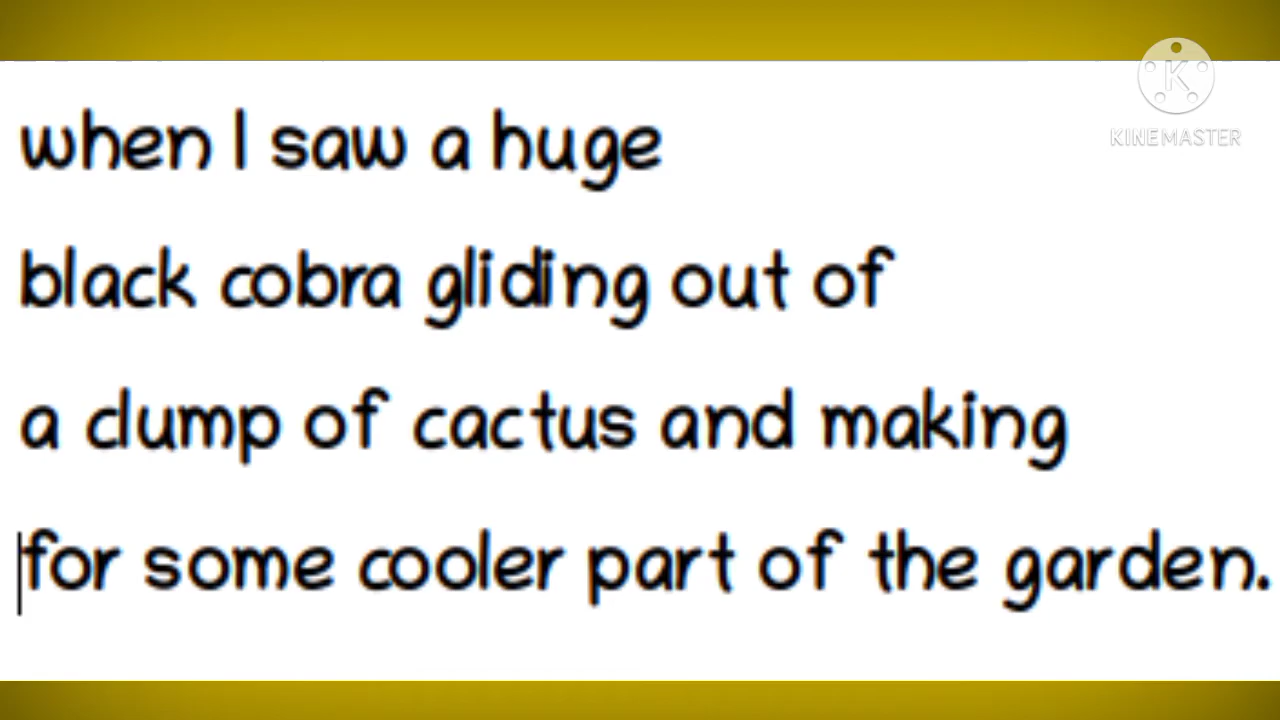 K
KINEMASTER
when I saw a huge
black cobra gliding out of
a clump of cactus and making
for some cooler part of the garden.